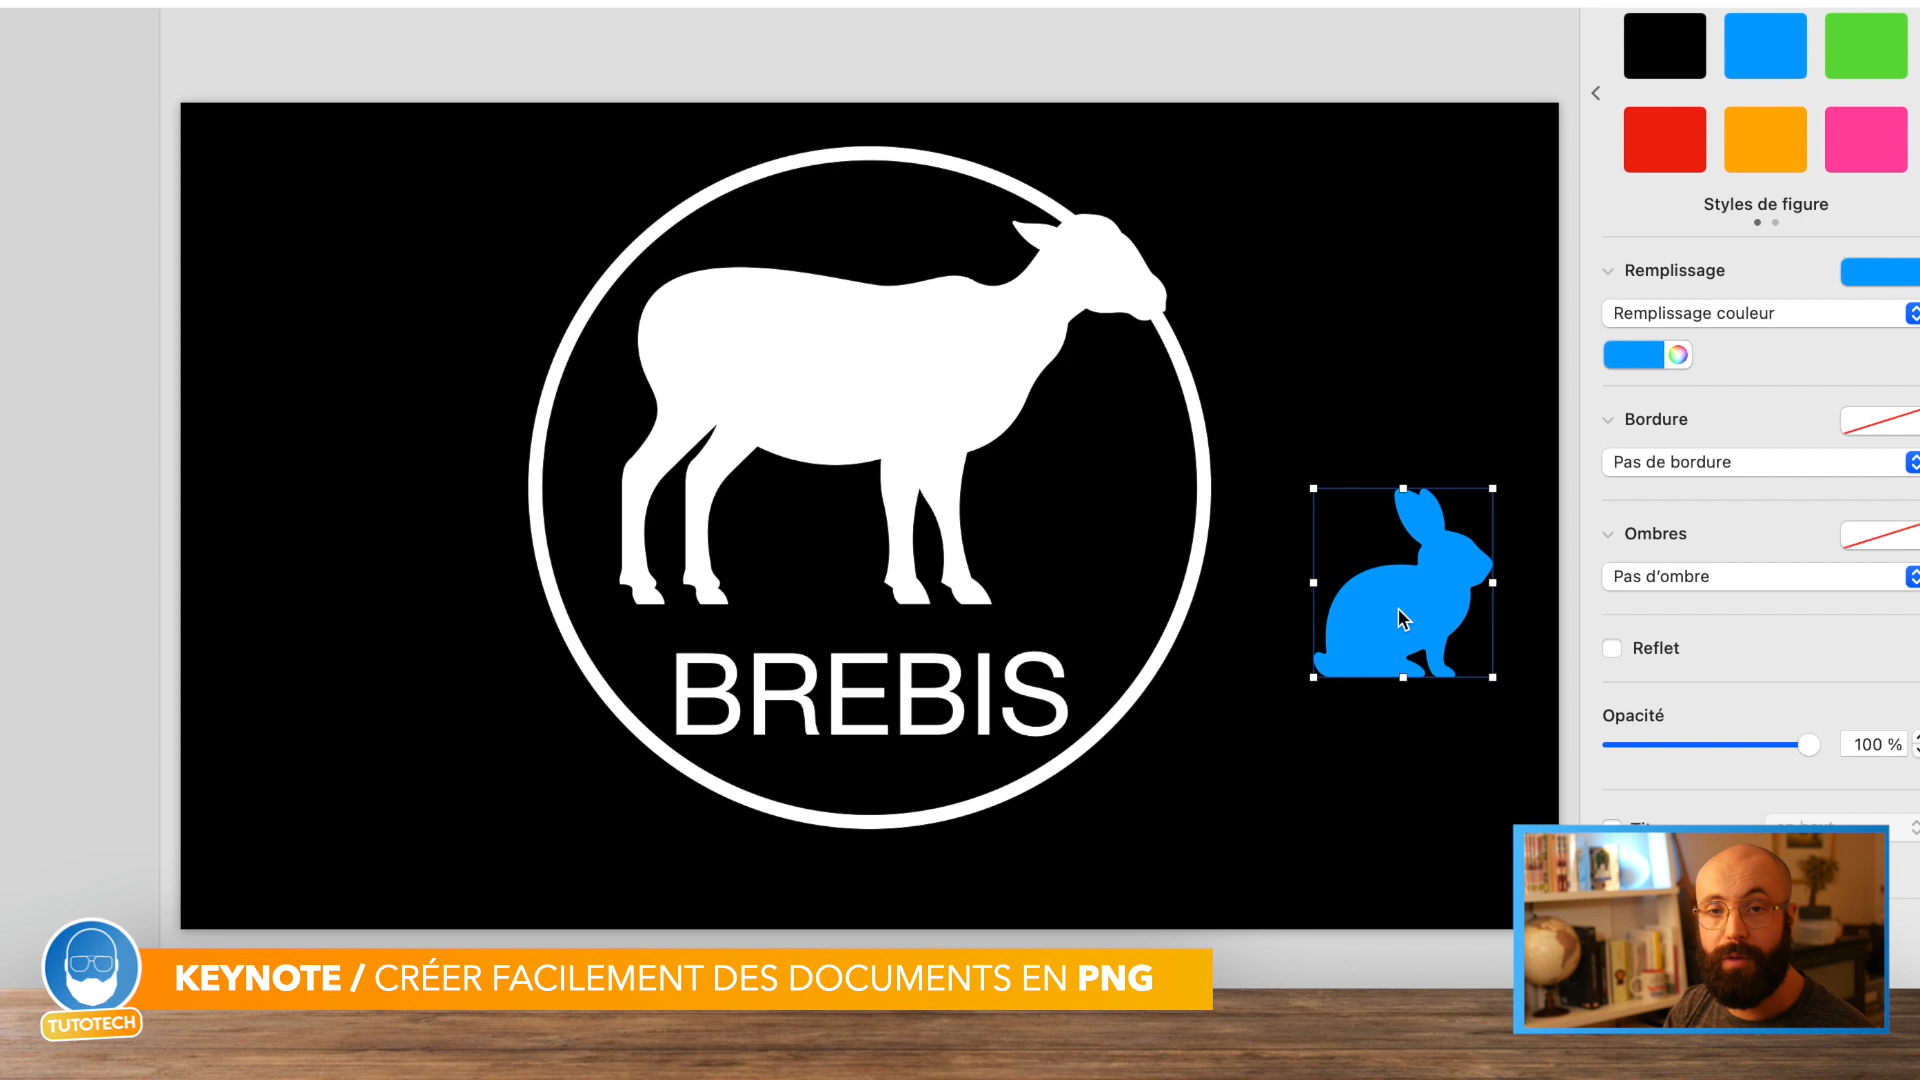 Styles de figure
Remplissage
Remplissage couleur
Bordure
Pas de bordure
Ombres
Pas d'ombre
Reflet
Opacité
100 %
BREBIS
KEYNOTE / CRÉER FACILEMENT DES DOCUMENTS EN PNG
TUTOTECH